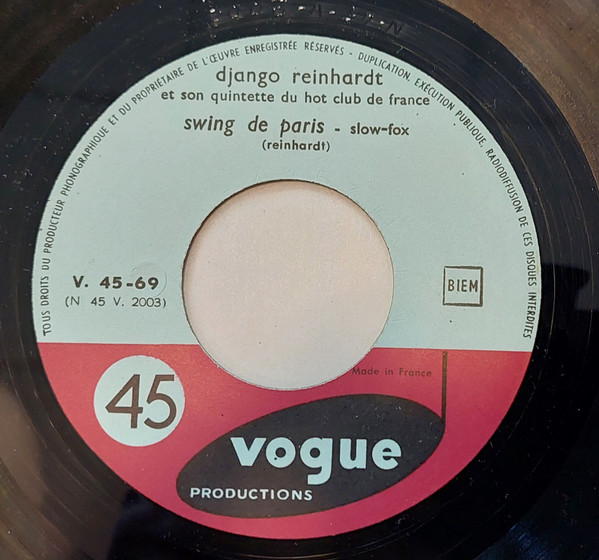 TOUS DROITS DU PRODUCTEUR PHONOGRAPHIQUE ET DU PROPRIÉTAIRE DE L'ŒUVRE ENREGISTRÉE RÉSERVÉS - DUPLICATION, EXÉCUTION PUBLIQUE, RADIODIFFUSION DE CES DISQUES INTERDITES
django reinhardt
et son quintette du hot club de france
swing de paris - slow-fox
(reinhardt)
V. 45-69
(N 45 V. 2003)
BIEM
Made in France
45
vogue
PRODUCTIONS